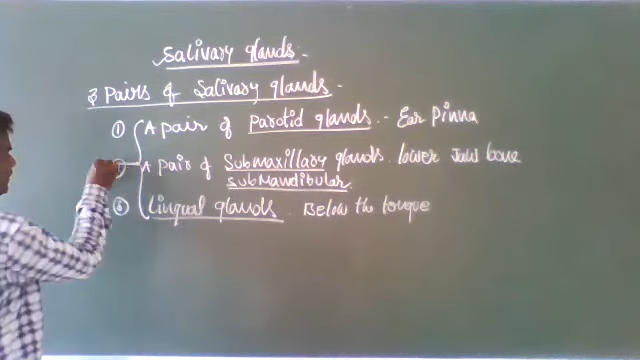 Salivary glands.
3 Pairs of Salivary glands.
① A pair of Parotid glands. - Ear Pinna
② A pair of Submaxillary glands. lower Jaw bone
SubMandibular.
③ Lingual glands. Below the tongue